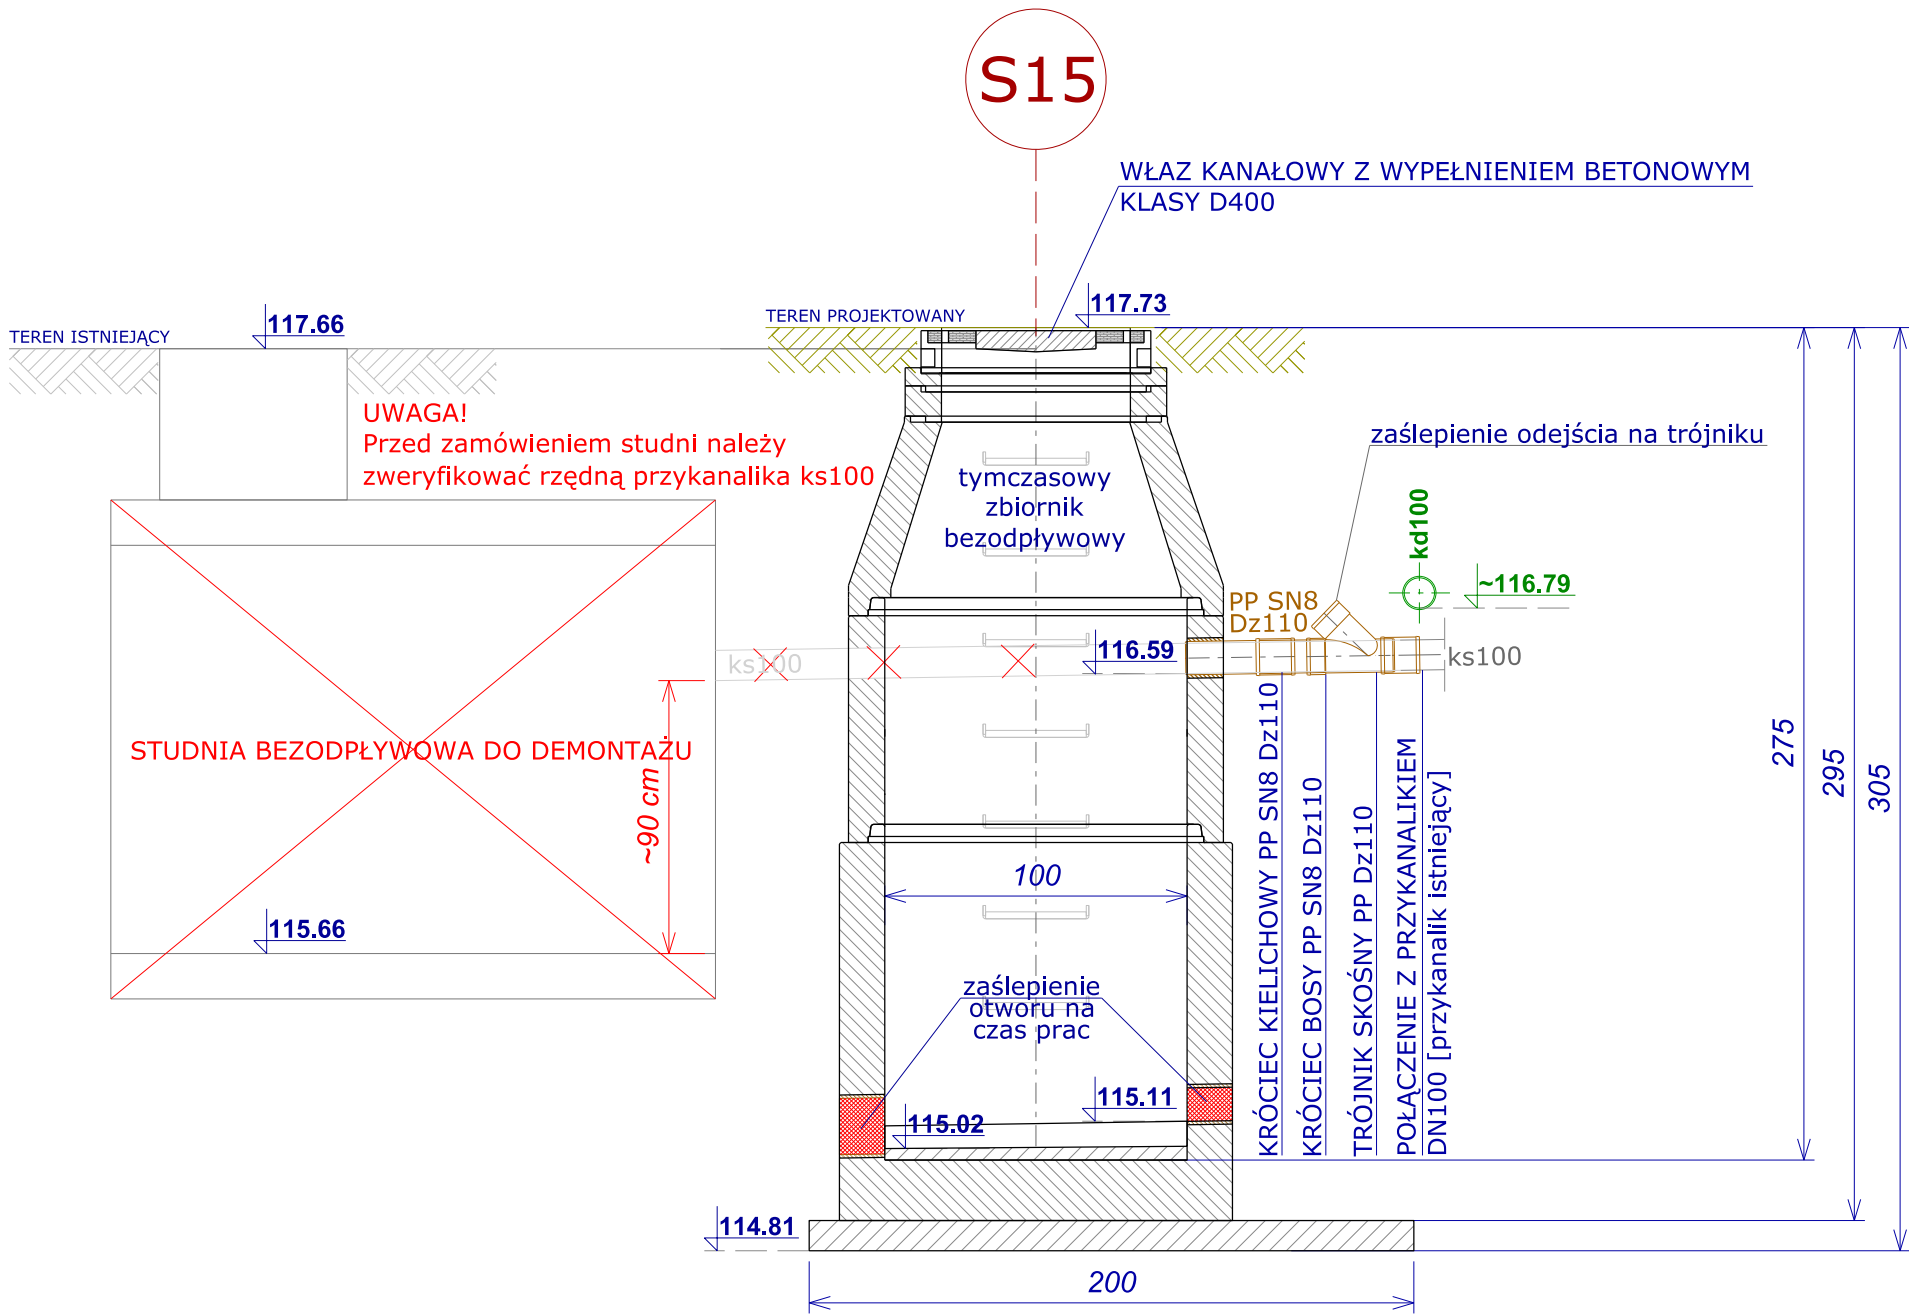 S15
WŁAZ KANAŁOWY Z WYPEŁNIENIEM BETONOWYM
KLASY D400
TEREN ISTNIEJĄCY
117.66
TEREN PROJEKTOWANY
117.73
UWAGA!
Przed zamówieniem studni należy
zweryfikować rzędną przykanalika ks100
zaślepienie odejścia na trójniku
tymczasowy
zbiornik
bezodpływowy
kd100
~116.79
PP SN8
Dz110
ks100
116.59
ks100
STUDNIA BEZODPŁYWOWA DO DEMONTAŻU
~90 cm
115.66
100
KRÓCIEC KIELICHOWY PP SN8 Dz110
KRÓCIEC BOSY PP SN8 Dz110
TRÓJNIK SKOŚNY PP Dz110
POŁĄCZENIE Z PRZYKANALIKIEM
DN100 [przykanalik istniejący]
275
295
305
zaślepienie
otworu na
czas prac
115.02
115.11
114.81
200